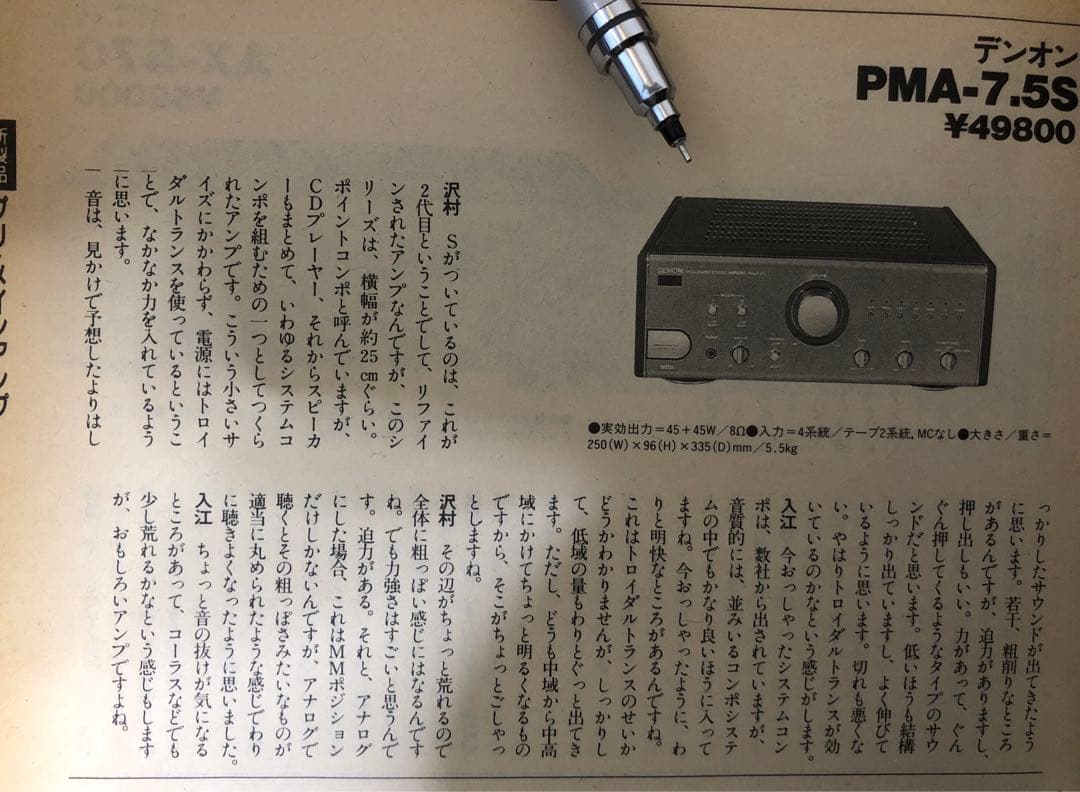 デンオン
PMA-7.5S
¥49800
新製品 プリメインアンプ
DENON
●実効出力=45+45W/8Ω●入力=4系統/テープ2系統,MCなし●大きさ/重さ=
250(W)×96(H)×335(D)mm/5.5kg
沢村 Sがついているのは、これが
2代目ということでして、リファイ
ンされたアンプなんですが、このシ
リーズは、横幅が約25cmぐらい。
ポイントコンポと呼んでいますが、
CDプレーヤー、それからスピーカ
ーもまとめて、いわゆるシステムコ
ンポを組むための一つとしてつくら
れたアンプです。こういう小さいサ
イズにかかわらず、電源にはトロイ
ダルトランスを使っているというこ
とで、なかなか力を入れているよう
に思います。
音は、見かけで予想したよりはし
っかりしたサウンドが出てきたよう
に思います。若干、粗削りなところ
があるんですが、迫力がありますし、
押し出しもいい。力があって、ぐん
ぐん押してくるようなタイプのサウ
ンドだと思います。低いほうも結構
しっかり出ていますし、よく伸びて
いるように思います。切れも悪くな
い。やはりトロイダルトランスが効
いているのかなという感じがします。
入江 今おっしゃったシステムコン
ポは、数社から出されていますが、
音質的には、並みいるコンポシステ
ムの中でもかなり良いほうに入って
ますね。今おっしゃったように、わ
りと明快なところがあるんですね。
これはトロイダルトランスのせいか
どうかわかりませんが、しっかりし
て、低域の量もわりとぐっと出てき
ます。ただし、どうも中域から中高
域にかけてちょっと明るくなるもの
ですから、そこがちょっとごしゃっ
としますね。
沢村 その辺がちょっと荒れるので
全体に粗っぽい感じにはなるんです
ね。でも力強さはすごいと思うんで
す。迫力がある。それと、アナログ
にした場合、これはMMポジション
だけしかないんですが、アナログで
聴くとその粗っぽさみたいなものが
適当に丸められたような感じでわり
に聴きよくなったように思いました。
入江 ちょっと音の抜けが気になる
ところがあって、コーラスなどでも
少し荒れるかなという感じもします
が、おもしろいアンプですよね。